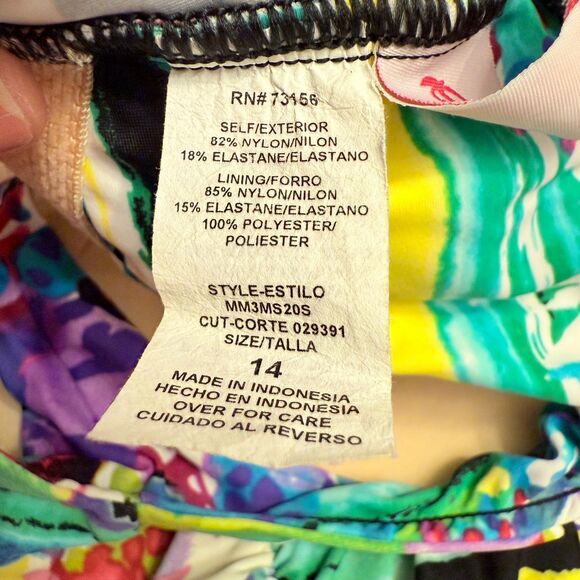 RN# 73156
SELF/EXTERIOR
82% NYLON/NILON
18% ELASTANE/ELASTANO
LINING/FORRO
85% NYLON/NILON
15% ELASTANE/ELASTANO
100% POLYESTER/
POLIESTER
STYLE-ESTILO
MM3MS20S
CUT-CORTE 029391
SIZE/TALLA
14
MADE IN INDONESIA
HECHO EN INDONESIA
OVER FOR CARE
CUIDADO AL REVERSO